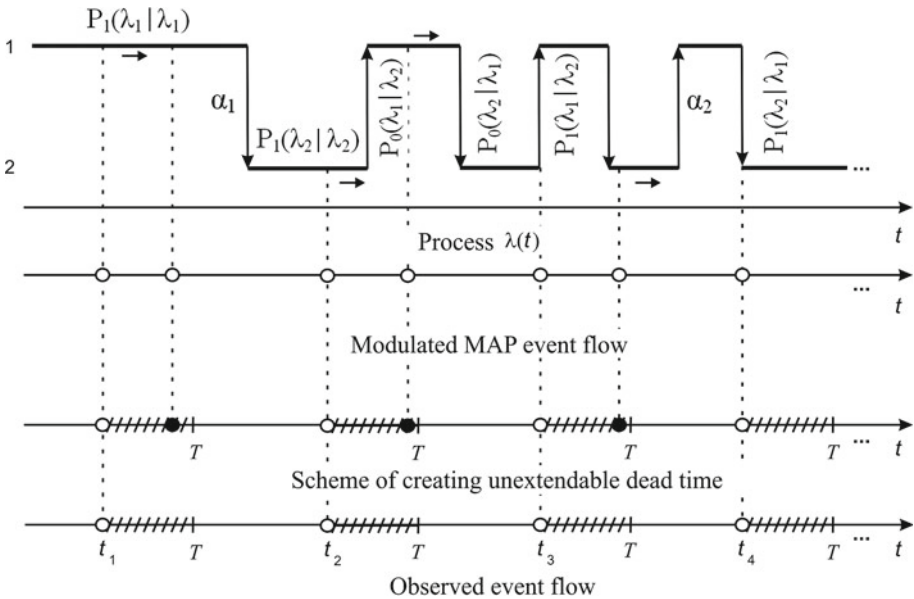 P₁(λ₁|λ₁)
1
α₁
P₁(λ₂|λ₂)
P₀(λ₁|λ₂)
P₀(λ₂|λ₁)
P₁(λ₁|λ₂)
α₂
P₁(λ₂|λ₁)
2
...
t
Process λ(t)
...
t
Modulated MAP event flow
T
T
T
T
...
t
Scheme of creating unextendable dead time
t₁
T
t₂
T
t₃
T
t₄
T
...
t
Observed event flow